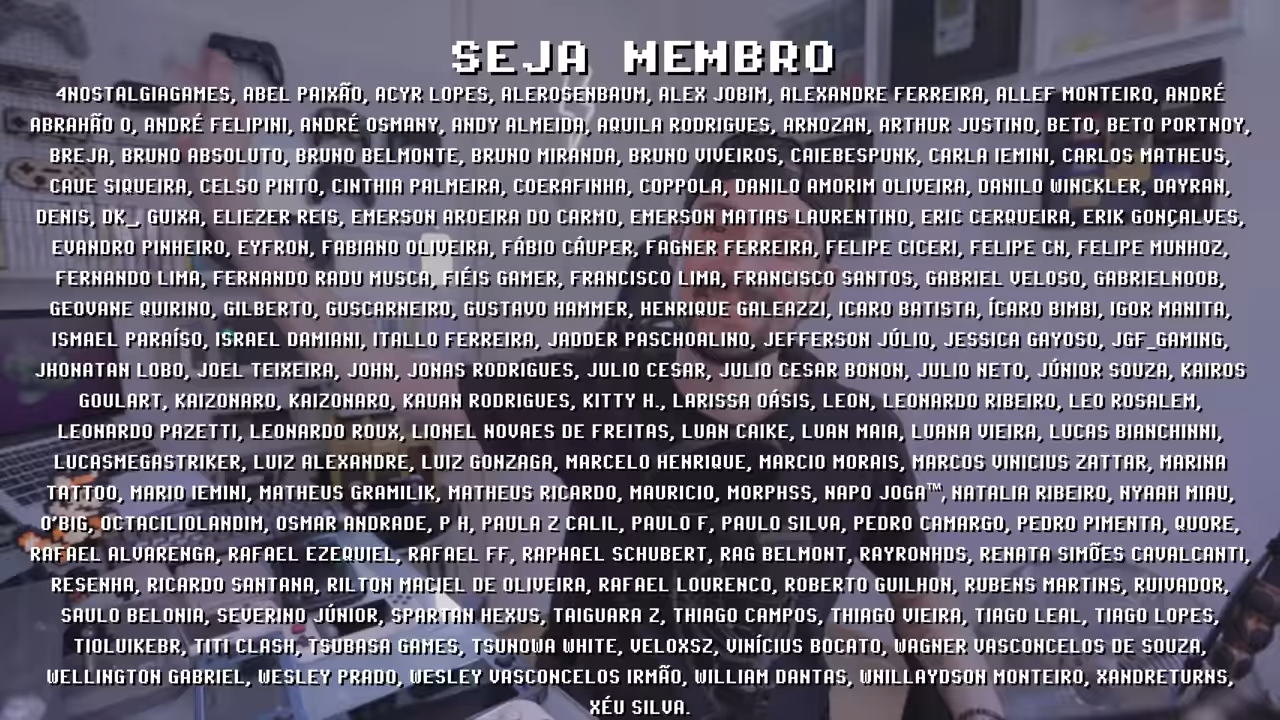 SEJA MEMBRO
4NOSTALGIAGAMES, ABEL PAIXÃO, ACYR LOPES, ALEROSENBAUM, ALEX JOBIM, ALEXANDRE FERREIRA, ALLEF MONTEIRO, ANDRÉ
ABRAHÃO O, ANDRÉ FELIPINI, ANDRÉ OSMANY, ANDY ALMEIDA, AQUILA RODRIGUES, ARNOZAN, ARTHUR JUSTINO, BETO, BETO PORTNOY,
BREJA, BRUNO ABSOLUTO, BRUNO BELMONTE, BRUNO MIRANDA, BRUNO VIVEIROS, CAIEBESPUNK, CARLA IEMINI, CARLOS MATHEUS,
CAUE SIQUEIRA, CELSO PINTO, CINTHIA PALMEIRA, COERAFINHA, COPPOLA, DANILO AMORIM OLIVEIRA, DANILO WINCKLER, DAYRAN,
DENIS, DK_, GUIXA, ELIEZER REIS, EMERSON AROEIRA DO CARMO, EMERSON MATIAS LAURENTINO, ERIC CERQUEIRA, ERIK GONÇALVES,
EVANDRO PINHEIRO, EYFRON, FABIANO OLIVEIRA, FÁBIO CÁUPER, FAGNER FERREIRA, FELIPE CICERI, FELIPE CN, FELIPE MUNHOZ,
FERNANDO LIMA, FERNANDO RADU MUSCA, FIÉIS GAMER, FRANCISCO LIMA, FRANCISCO SANTOS, GABRIEL VELOSO, GABRIELNOOB,
GEOVANE QUIRINO, GILBERTO, GUSCARNEIRO, GUSTAVO HAMMER, HENRIQUE GALEAZZI, ICARO BATISTA, ÍCARO BIMBI, IGOR MANITA,
ISMAEL PARAÍSO, ISRAEL DAMIANI, ITALLO FERREIRA, JADDER PASCHOALINO, JEFFERSON JÚLIO, JESSICA GAYOSO, JGF_GAMING,
JHONATAN LOBO, JOEL TEIXEIRA, JOHN, JONAS RODRIGUES, JULIO CESAR, JULIO CESAR BONON, JULIO NETO, JÚNIOR SOUZA, KAIROS
GOULART, KAIZONARO, KAIZONARO, KAUAN RODRIGUES, KITTY H., LARISSA OÁSIS, LEON, LEONARDO RIBEIRO, LEO ROSALEM,
LEONARDO PAZETTI, LEONARDO ROUX, LIONEL NOVAES DE FREITAS, LUAN CAIKE, LUAN MAIA, LUANA VIEIRA, LUCAS BIANCHINNI,
LUCASMEGASTRIKER, LUIZ ALEXANDRE, LUIZ GONZAGA, MARCELO HENRIQUE, MARCIO MORAIS, MARCOS VINICIUS ZATTAR, MARINA
TATTOO, MARIO IEMINI, MATHEUS GRAMILIK, MATHEUS RICARDO, MAURICIO, MORPHSS, NAPO JOGA™, NATALIA RIBEIRO, NYAAH MIAU,
O'BIG, OCTACILIOLANDIM, OSMAR ANDRADE, P H, PAULA Z CALIL, PAULO F, PAULO SILVA, PEDRO CAMARGO, PEDRO PIMENTA, QUORE,
RAFAEL ALVARENGA, RAFAEL EZEQUIEL, RAFAEL FF, RAPHAEL SCHUBERT, RAG BELMONT, RAYRONHDS, RENATA SIMÕES CAVALCANTI,
RESENHA, RICARDO SANTANA, RILTON MACIEL DE OLIVEIRA, RAFAEL LOURENCO, ROBERTO GUILHON, RUBENS MARTINS, RUIVADOR,
SAULO BELONIA, SEVERINO JÚNIOR, SPARTAN HEXUS, TAIGUARA Z, THIAGO CAMPOS, THIAGO VIEIRA, TIAGO LEAL, TIAGO LOPES,
TIOLUIKEBR, TITI CLASH, TSUBASA GAMES, TSUNOWA WHITE, VELOXSZ, VINÍCIUS BOCATO, WAGNER VASCONCELOS DE SOUZA,
WELLINGTON GABRIEL, WESLEY PRADO, WESLEY VASCONCELOS IRMÃO, WILLIAM DANTAS, WNILLAYDSON MONTEIRO, XANDRETURNS,
XÉU SILVA.